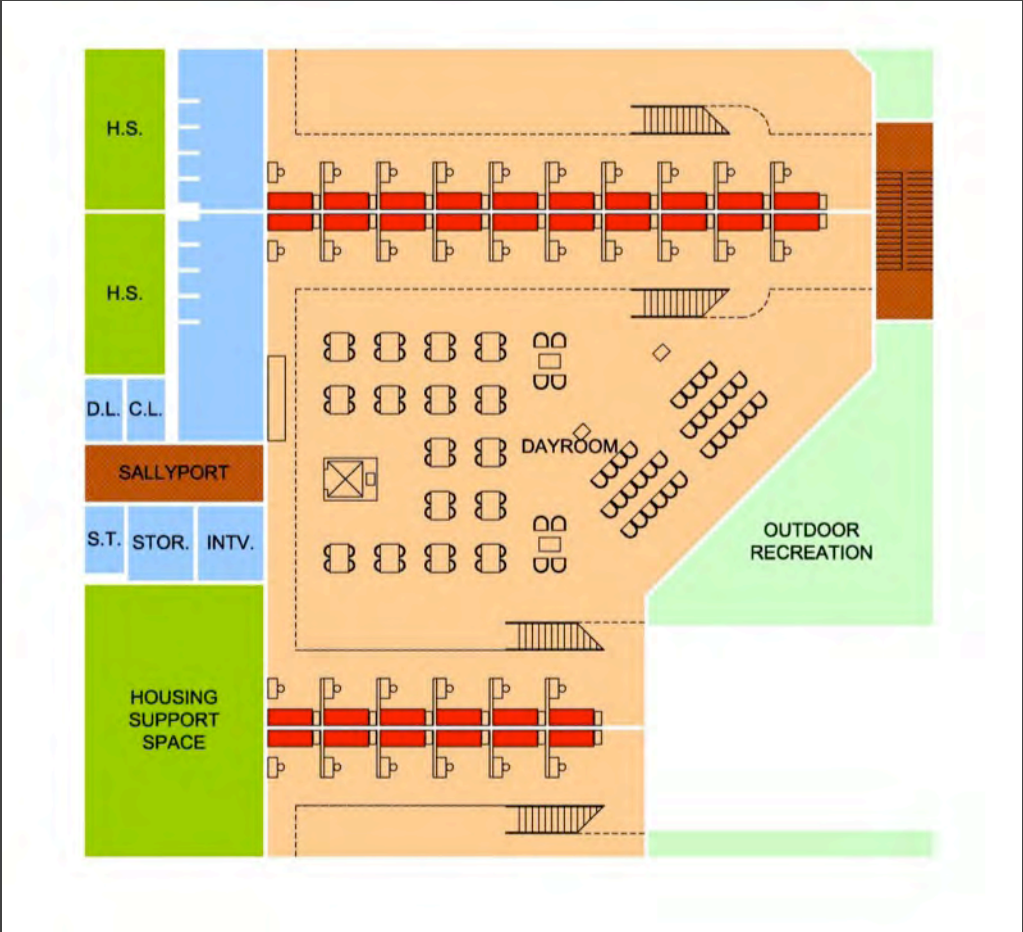 H.S.
H.S.
D.L. C.L.
SALLYPORT
S.T. STOR. INTV.
DAYROOM
OUTDOOR
RECREATION
HOUSING
SUPPORT
SPACE